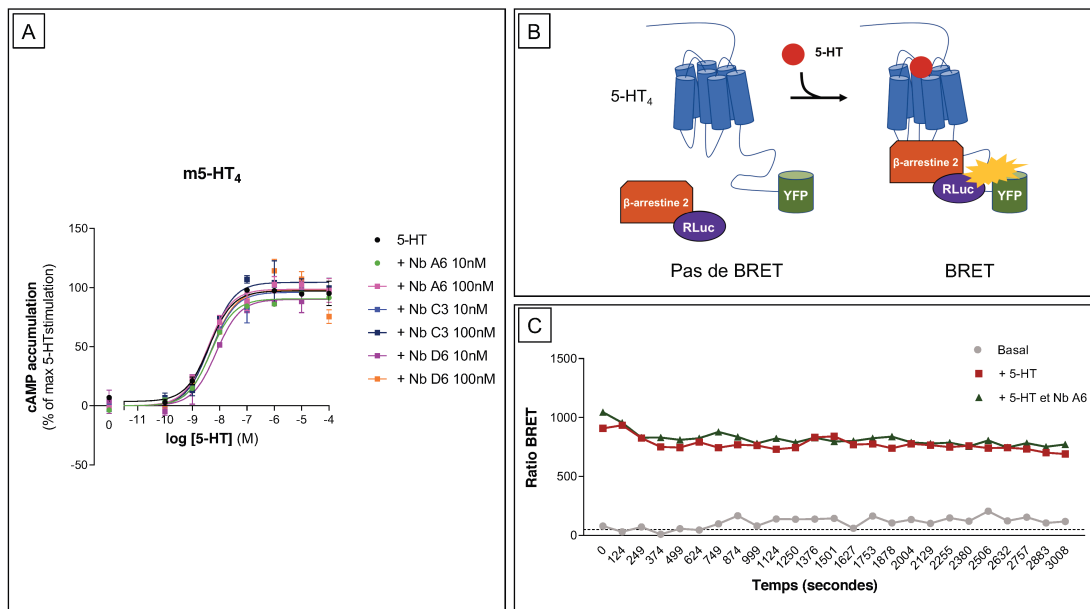 A
m5-HT4
cAMP accumulation
(% of max 5-HTstimulation)
150
100
50
0
-50
0
-11
-10
-9
-8
-7
-6
-5
-4
log [5-HT] (M)
5-HT
+ Nb A6 10nM
+ Nb A6 100nM
+ Nb C3 10nM
+ Nb C3 100nM
+ Nb D6 10nM
+ Nb D6 100nM
B
5-HT
5-HT4
β-arrestine 2
RLuc
YFP
β-arrestine 2
RLuc
YFP
Pas de BRET
BRET
C
Ratio BRET
1500
1000
500
0
Basal
+ 5-HT
+ 5-HT et Nb A6
0
124
249
374
499
624
749
874
999
1124
1250
1376
1501
1627
1753
1878
2004
2129
2255
2380
2506
2632
2757
2883
3008
Temps (secondes)